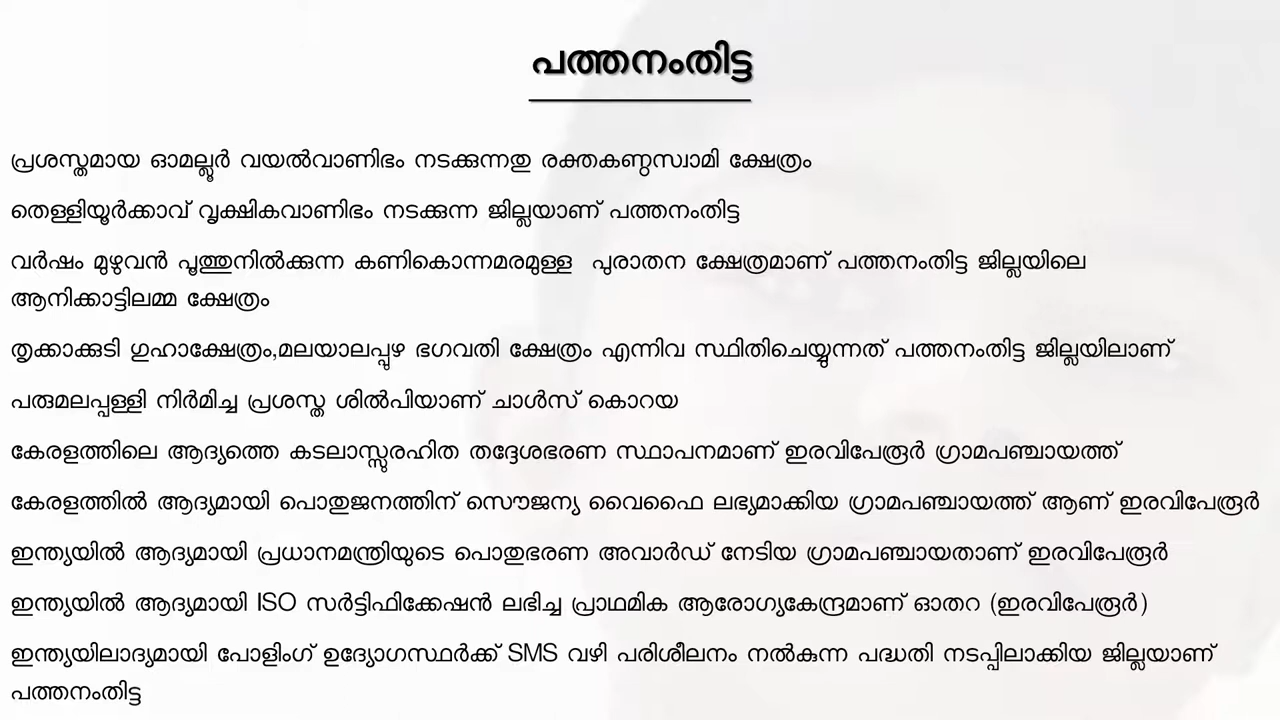 പത്തനംതിട്ട
പ്രശസ്തമായ ഓമല്ലൂർ വയൽവാണിഭം നടക്കുന്നതു രക്തകണ്ഠസ്വാമി ക്ഷേത്രം
തെള്ളിയൂർക്കാവ് വൃക്ഷികവാണിഭം നടക്കുന്ന ജില്ലയാണ് പത്തനംതിട്ട
വർഷം മുഴുവൻ പൂത്തുനിൽക്കുന്ന കണികൊന്നമരമുള്ള പുരാതന ക്ഷേത്രമാണ് പത്തനംതിട്ട ജില്ലയിലെ
ആനിക്കാട്ടിലമ്മ ക്ഷേത്രം
തൃക്കാക്കുടി ഗുഹാക്ഷേത്രം,മലയാലപ്പുഴ ഭഗവതി ക്ഷേത്രം എന്നിവ സ്ഥിതിചെയ്യുന്നത് പത്തനംതിട്ട ജില്ലയിലാണ്
പരുമലപ്പള്ളി നിർമിച്ച പ്രശസ്ത ശിൽപിയാണ് ചാൾസ് കൊറയ
കേരളത്തിലെ ആദ്യത്തെ കടലാസ്സുരഹിത തദ്ദേശഭരണ സ്ഥാപനമാണ് ഇരവിപേരൂർ ഗ്രാമപഞ്ചായത്ത്
കേരളത്തിൽ ആദ്യമായി പൊതുജനത്തിന് സൌജന്യ വൈഫൈ ലഭ്യമാക്കിയ ഗ്രാമപഞ്ചായത്ത് ആണ് ഇരവിപേരൂർ
ഇന്ത്യയിൽ ആദ്യമായി പ്രധാനമന്ത്രിയുടെ പൊതുഭരണ അവാർഡ് നേടിയ ഗ്രാമപഞ്ചായതാണ് ഇരവിപേരൂർ
ഇന്ത്യയിൽ ആദ്യമായി ISO സർട്ടിഫിക്കേഷൻ ലഭിച്ച പ്രാഥമിക ആരോഗ്യകേന്ദ്രമാണ് ഓതറ (ഇരവിപേരൂർ)
ഇന്ത്യയിലാദ്യമായി പോളിംഗ് ഉദ്യോഗസ്ഥർക്ക് SMS വഴി പരിശീലനം നൽകുന്ന പദ്ധതി നടപ്പിലാക്കിയ ജില്ലയാണ്
പത്തനംതിട്ട